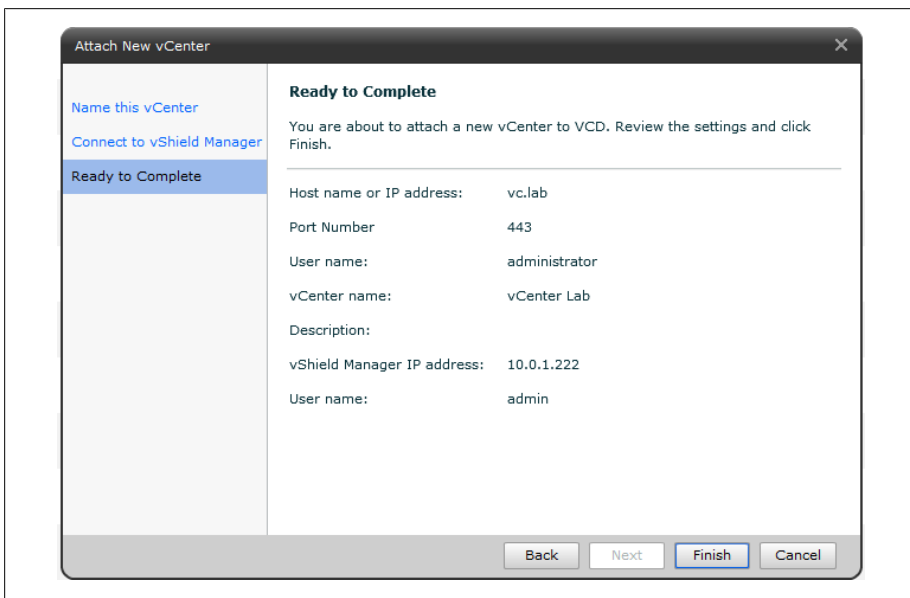 Attach New vCenter
Name this vCenter
Connect to vShield Manager
Ready to Complete
Ready to Complete
You are about to attach a new vCenter to VCD. Review the settings and click
Finish.
Host name or IP address: vc.lab
Port Number 443
User name: administrator
vCenter name: vCenter Lab
Description:
vShield Manager IP address: 10.0.1.222
User name: admin
Back Next Finish Cancel